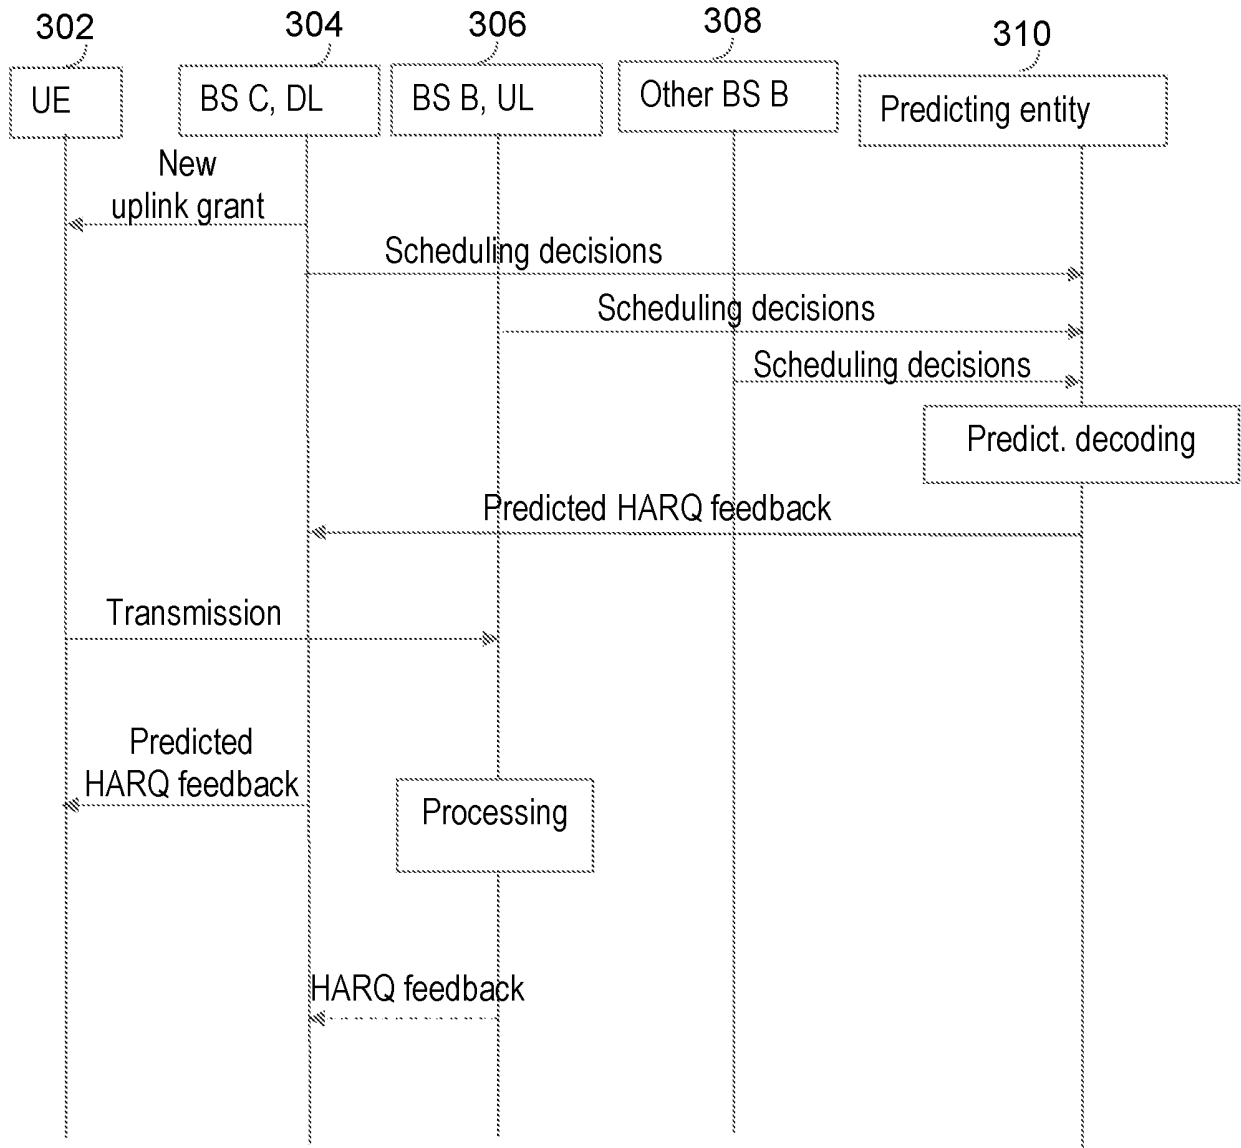 302
304
306
308
310
UE
BS C, DL
BS B, UL
Other BS B
Predicting entity
New
uplink grant
Scheduling decisions
Scheduling decisions
Scheduling decisions
Predict. decoding
Predicted HARQ feedback
Transmission
Predicted
HARQ feedback
Processing
HARQ feedback